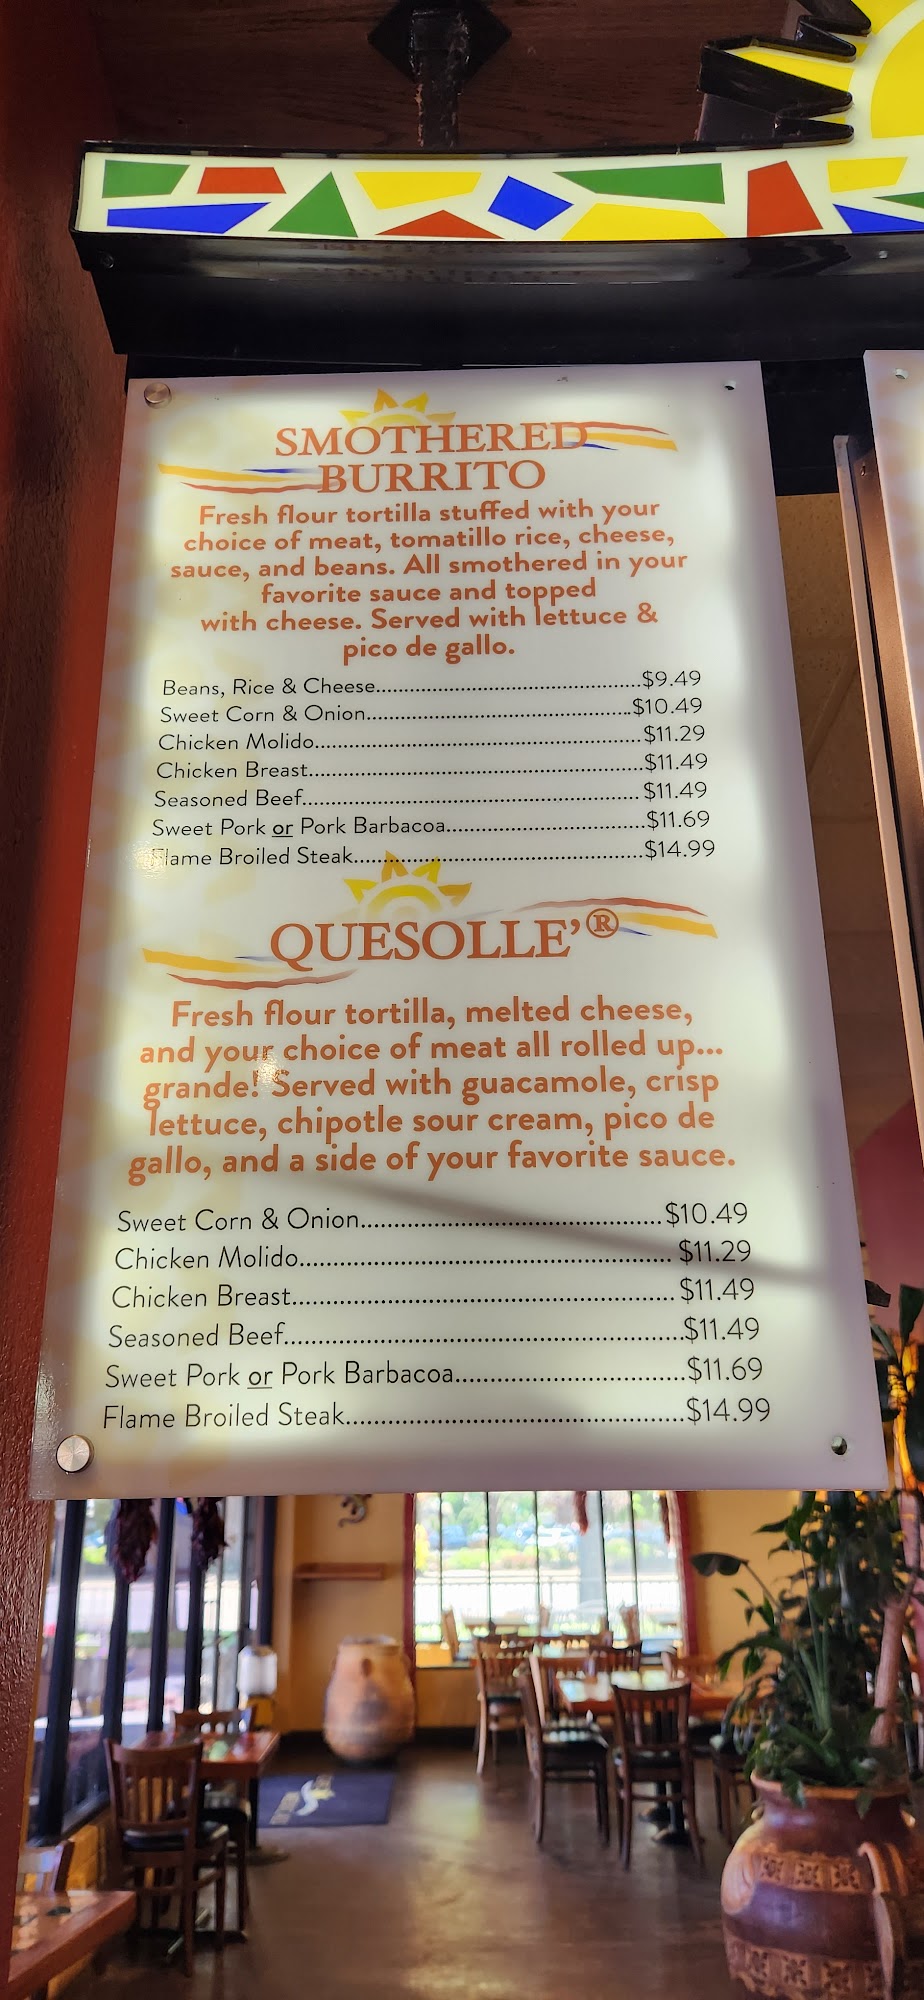 SMOTHERED
BURRITO
Fresh flour tortilla stuffed with your
choice of meat, tomatillo rice, cheese,
sauce, and beans. All smothered in your
favorite sauce and topped
with cheese. Served with lettuce &
pico de gallo.
Beans, Rice & Cheese.......................................$9.49
Sweet Corn & Onion.......................................$10.49
Chicken Molido................................................$11.29
Chicken Breast.................................................$11.49
Seasoned Beef.................................................$11.49
Sweet Pork or Pork Barbacoa.............................$11.69
Flame Broiled Steak..........................................$14.99
QUESOLLE'®
Fresh flour tortilla, melted cheese,
and your choice of meat all rolled up...
grande! Served with guacamole, crisp
lettuce, chipotle sour cream, pico de
gallo, and a side of your favorite sauce.
Sweet Corn & Onion.......................................$10.49
Chicken Molido................................................$11.29
Chicken Breast.................................................$11.49
Seasoned Beef...................................................$11.49
Sweet Pork or Pork Barbacoa..............................$11.69
Flame Broiled Steak...........................................$14.99